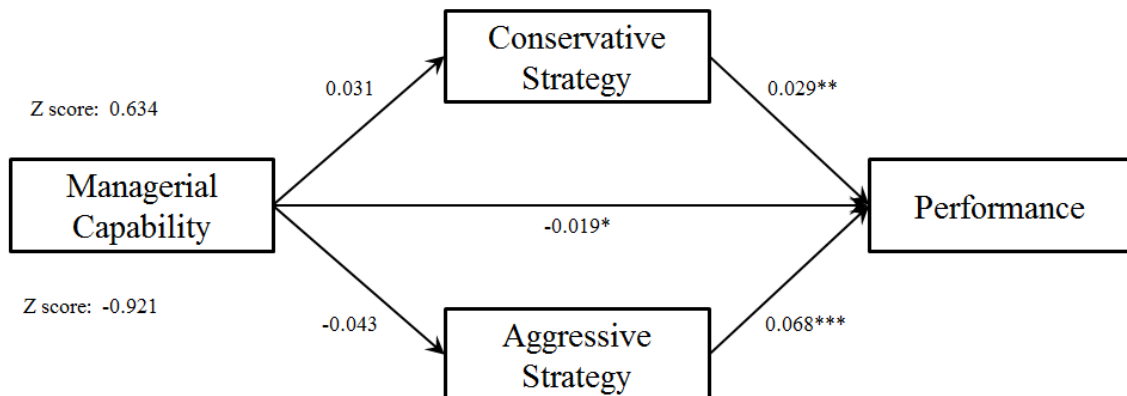 Conservative
Strategy
0.031
0.029**
Z score: 0.634
Managerial
Capability
-0.019*
Performance
Z score: -0.921
-0.043
0.068***
Aggressive
Strategy